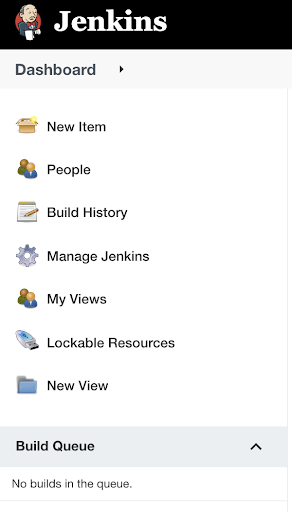 Jenkins
Dashboard
New Item
People
Build History
Manage Jenkins
My Views
Lockable Resources
New View
Build Queue
No builds in the queue.